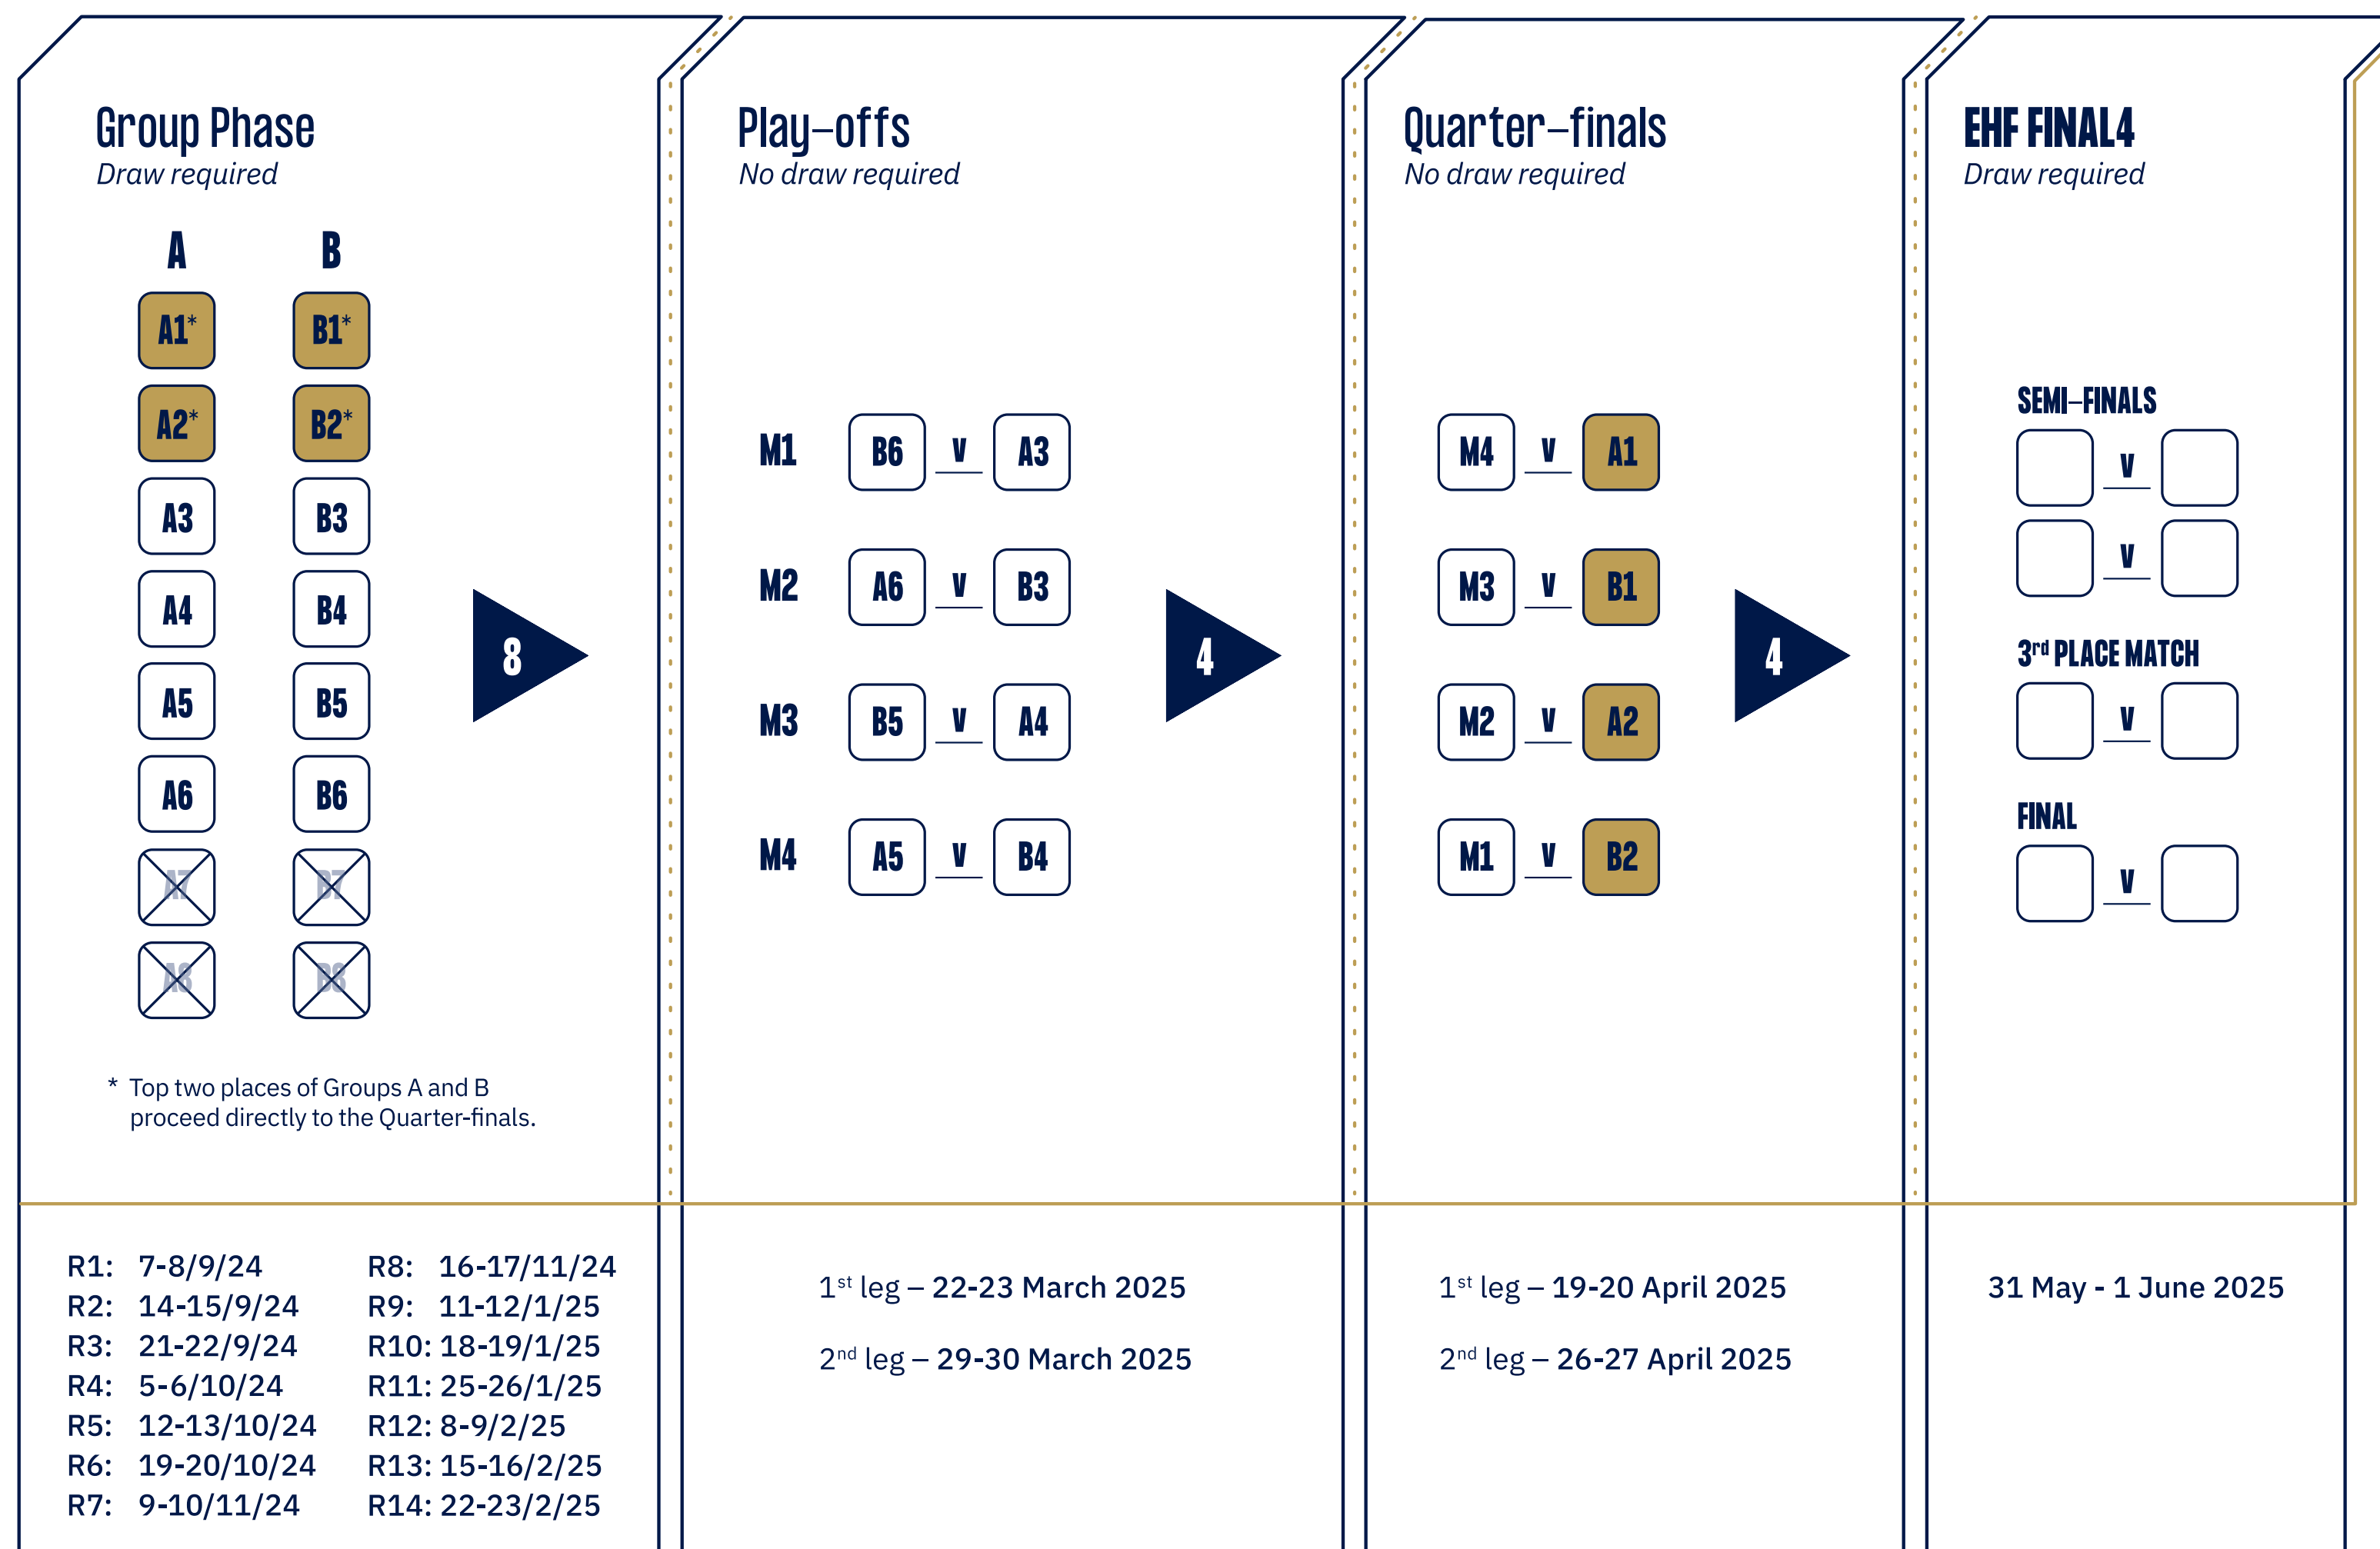 Group Phase
Draw required
A B
A1* B1*
A2* B2*
A3 B3
A4 B4
A5 B5
A6 B6
A7 B7
A8 B8
8
* Top two places of Groups A and B
proceed directly to the Quarter-finals.
R1: 7-8/9/24
R2: 14-15/9/24
R3: 21-22/9/24
R4: 5-6/10/24
R5: 12-13/10/24
R6: 19-20/10/24
R7: 9-10/11/24
R8: 16-17/11/24
R9: 11-12/1/25
R10: 18-19/1/25
R11: 25-26/1/25
R12: 8-9/2/25
R13: 15-16/2/25
R14: 22-23/2/25
Play–offs
No draw required
M1 B6 V A3
M2 A6 V B3
M3 B5 V A4
M4 A5 V B4
4
1st leg – 22-23 March 2025
2nd leg – 29-30 March 2025
Quarter–finals
No draw required
M4 V A1
M3 V B1
M2 V A2
M1 V B2
4
1st leg – 19-20 April 2025
2nd leg – 26-27 April 2025
EHF FINAL4
Draw required
SEMI–FINALS
V
V
3rd PLACE MATCH
V
FINAL
V
31 May - 1 June 2025